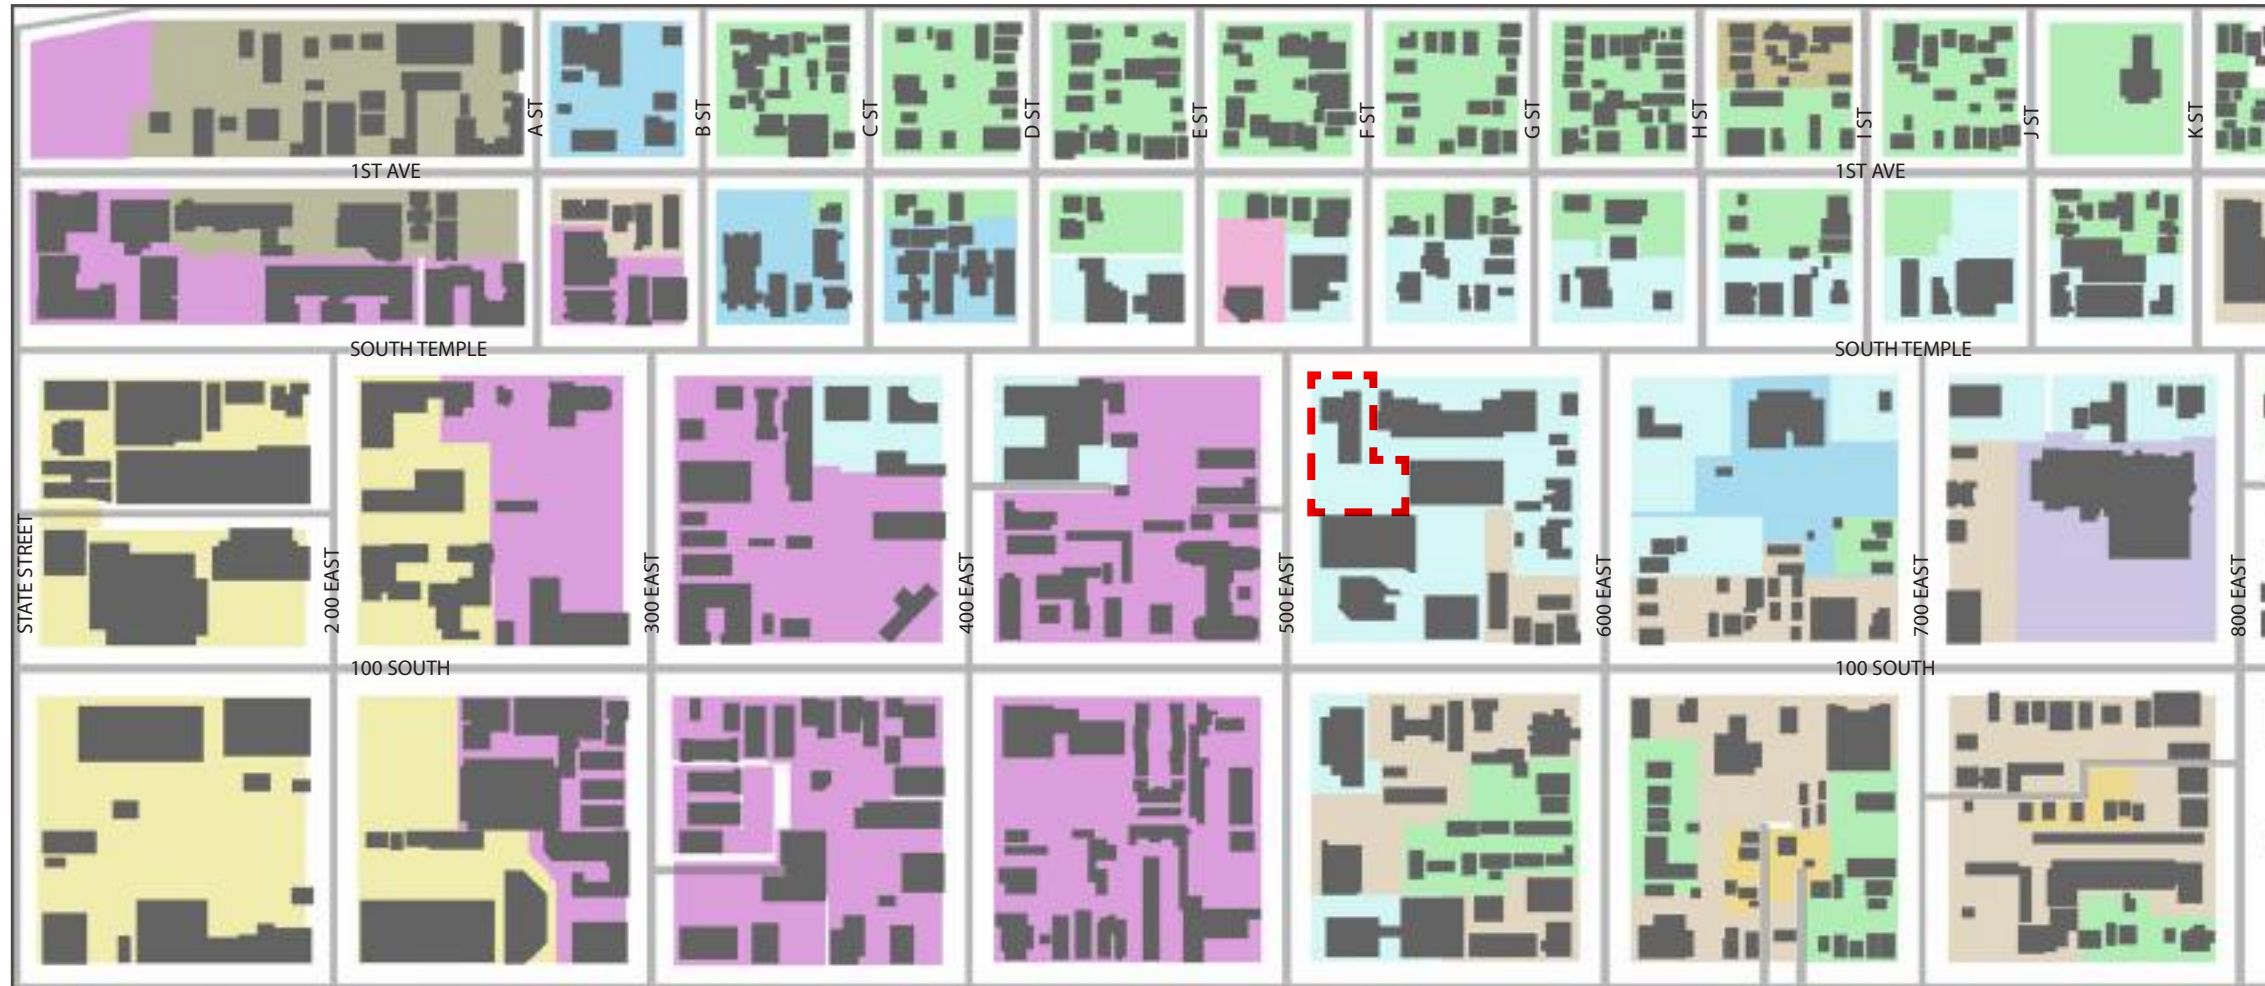 A ST
B ST
C ST
D ST
E ST
F ST
G ST
H ST
I ST
J ST
K ST
1ST AVE
1ST AVE
SOUTH TEMPLE
SOUTH TEMPLE
STATE STREET
2 00 EAST
300 EAST
400 EAST
500 EAST
600 EAST
700 EAST
800 EAST
100 SOUTH
100 SOUTH